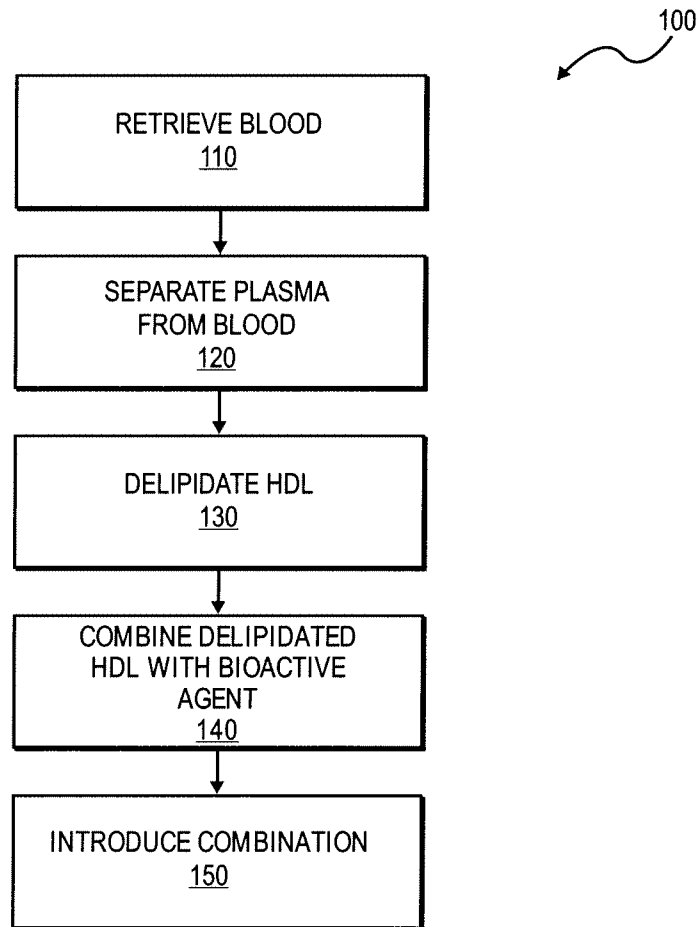 100
RETRIEVE BLOOD
110
SEPARATE PLASMA
FROM BLOOD
120
DELIPIDATE HDL
130
COMBINE DELIPIDATED
HDL WITH BIOACTIVE
AGENT
140
INTRODUCE COMBINATION
150